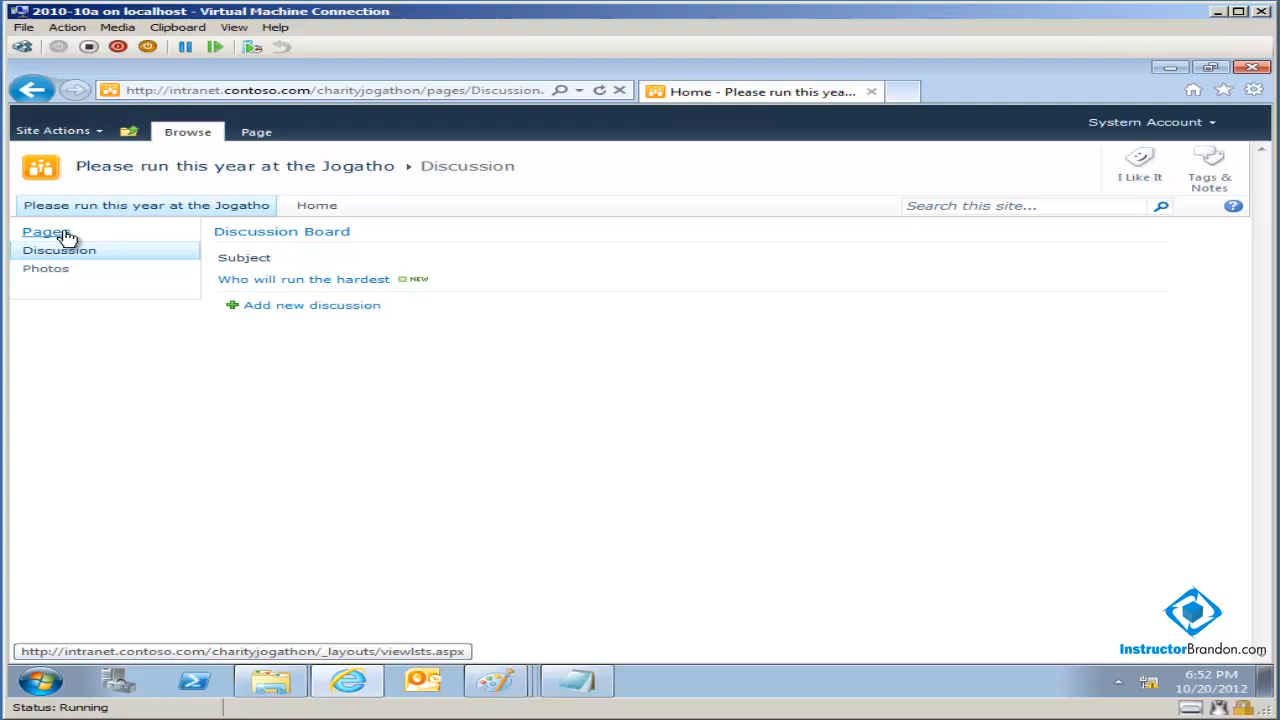 2010-10a on localhost - Virtual Machine Connection
File Action Media Clipboard View Help
http://intranet.contoso.com/charityjogathon/pages/Discussion.
Home - Please run this yea...
Site Actions
Browse
Page
System Account
Please run this year at the Jogatho ▸ Discussion
I Like It
Tags & Notes
Please run this year at the Jogatho
Home
Search this site...
Pages
Discussion
Photos
Discussion Board
Subject
Who will run the hardest NEW
Add new discussion
InstructorBrandon.com
http://intranet.contoso.com/charityjogathon/_layouts/viewlsts.aspx
6:52 PM
10/20/2012
Status: Running